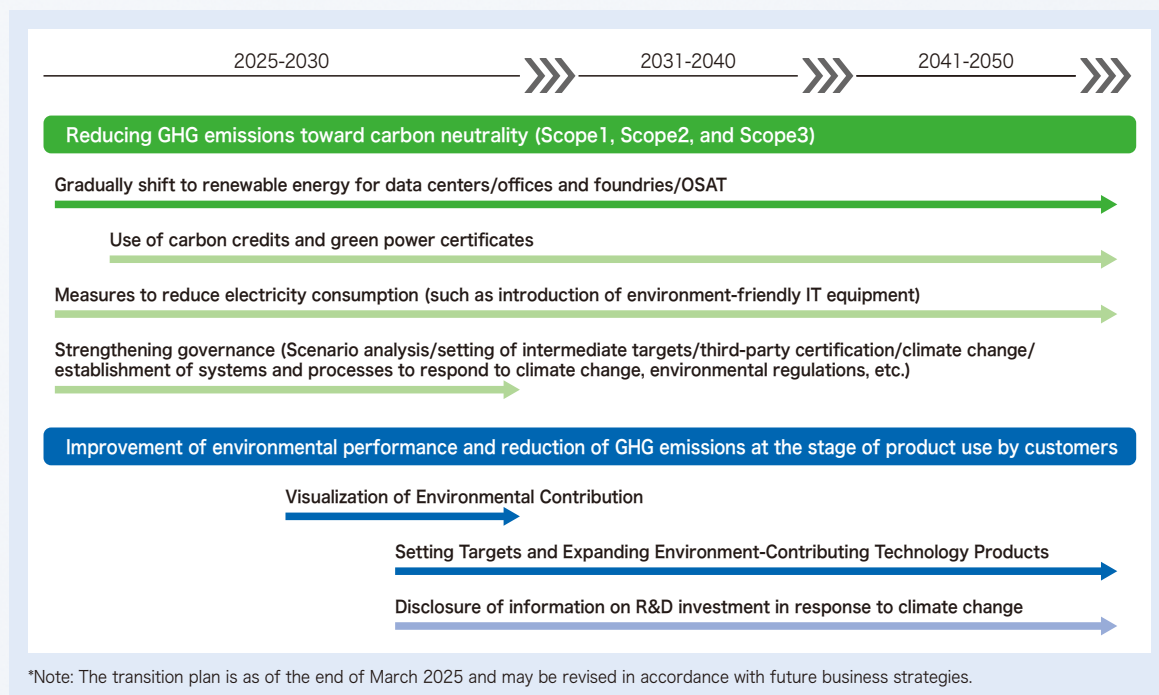 2025-2030
2031-2040
2041-2050
Reducing GHG emissions toward carbon neutrality (Scope1, Scope2, and Scope3)
Gradually shift to renewable energy for data centers/offices and foundries/OSAT
Use of carbon credits and green power certificates
Measures to reduce electricity consumption (such as introduction of environment-friendly IT equipment)
Strengthening governance (Scenario analysis/setting of intermediate targets/third-party certification/climate change/
establishment of systems and processes to respond to climate change, environmental regulations, etc.)
Improvement of environmental performance and reduction of GHG emissions at the stage of product use by customers
Visualization of Environmental Contribution
Setting Targets and Expanding Environment-Contributing Technology Products
Disclosure of information on R&D investment in response to climate change
*Note: The transition plan is as of the end of March 2025 and may be revised in accordance with future business strategies.